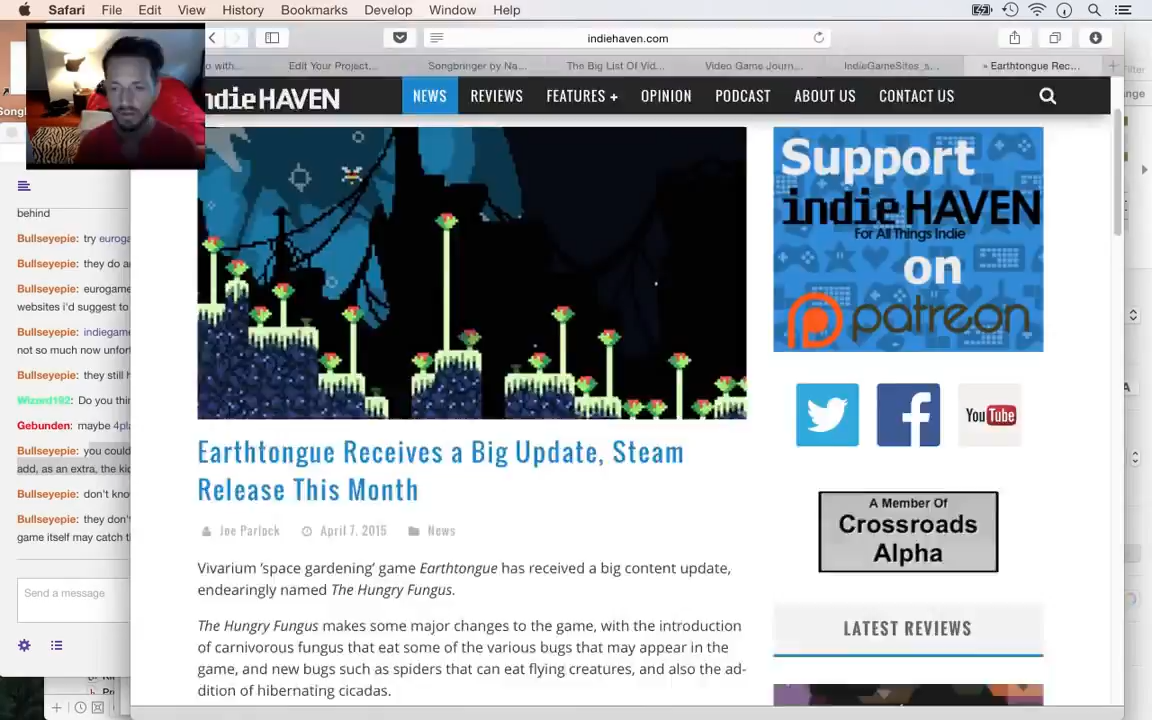 Safari File Edit View History Bookmarks Develop Window Help
indiehaven.com
o with... Edit Your Project... Songbringer by Na... The Big List Of Vid... Video Game Journ... IndieGameSites_s... » Earthtongue Rec...
indieHAVEN NEWS REVIEWS FEATURES + OPINION PODCAST ABOUT US CONTACT US
behind
Bullseyepie: try euroga
Bullseyepie: they do a
Bullseyepie: eurogame
websites i'd suggest to
Bullseyepie: indiegam
not so much now unfor
Bullseyepie: they still h
Wizard192: Do you thin
Gebunden: maybe 4pla
Bullseyepie: you could
add, as an extra, the kic
Bullseyepie: don't kno
Bullseyepie: they don'
game itself may catch t
Send a message
Support
indieHAVEN
For All Things Indie
on
patreon
You Tube
A Member Of
Crossroads
Alpha
LATEST REVIEWS
Earthtongue Receives a Big Update, Steam
Release This Month
Joe Parlock April 7, 2015 News
Vivarium 'space gardening' game Earthtongue has received a big content update,
endearingly named The Hungry Fungus.
The Hungry Fungus makes some major changes to the game, with the introduction
of carnivorous fungus that eat some of the various bugs that may appear in the
game, and new bugs such as spiders that can eat flying creatures, and also the ad-
dition of hibernating cicadas.